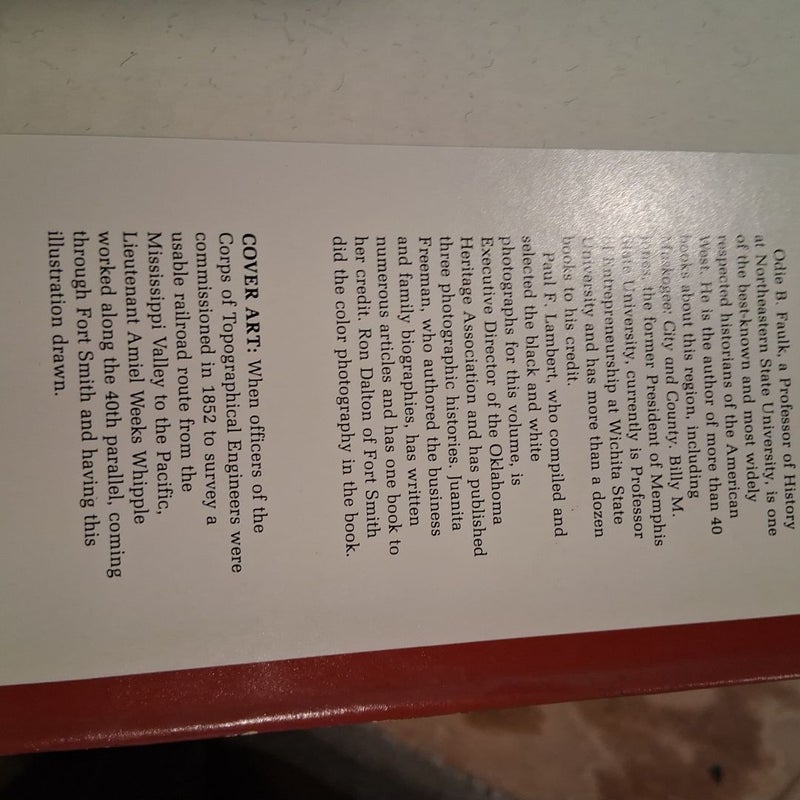 Odie B. Faulk, a Professor of History
at Northeastern State University, is one
of the best-known and most widely
respected historians of the American
West. He is the author of more than 40
books about this region, including
Muskogee: City and County. Billy M.
Jones, the former President of Memphis
State University, currently is Professor
of Entrepreneurship at Wichita State
University and has more than a dozen
books to his credit.
Paul F. Lambert, who compiled and
selected the black and white
photographs for this volume, is
Executive Director of the Oklahoma
Heritage Association and has published
three photographic histories. Juanita
Freeman, who authored the business
and family biographies, has written
numerous articles and has one book to
her credit. Ron Dalton of Fort Smith
did the color photography in the book.
COVER ART: When officers of the
Corps of Topographical Engineers were
commissioned in 1852 to survey a
usable railroad route from the
Mississippi Valley to the Pacific,
Lieutenant Amiel Weeks Whipple
worked along the 40th parallel, coming
through Fort Smith and having this
illustration drawn.